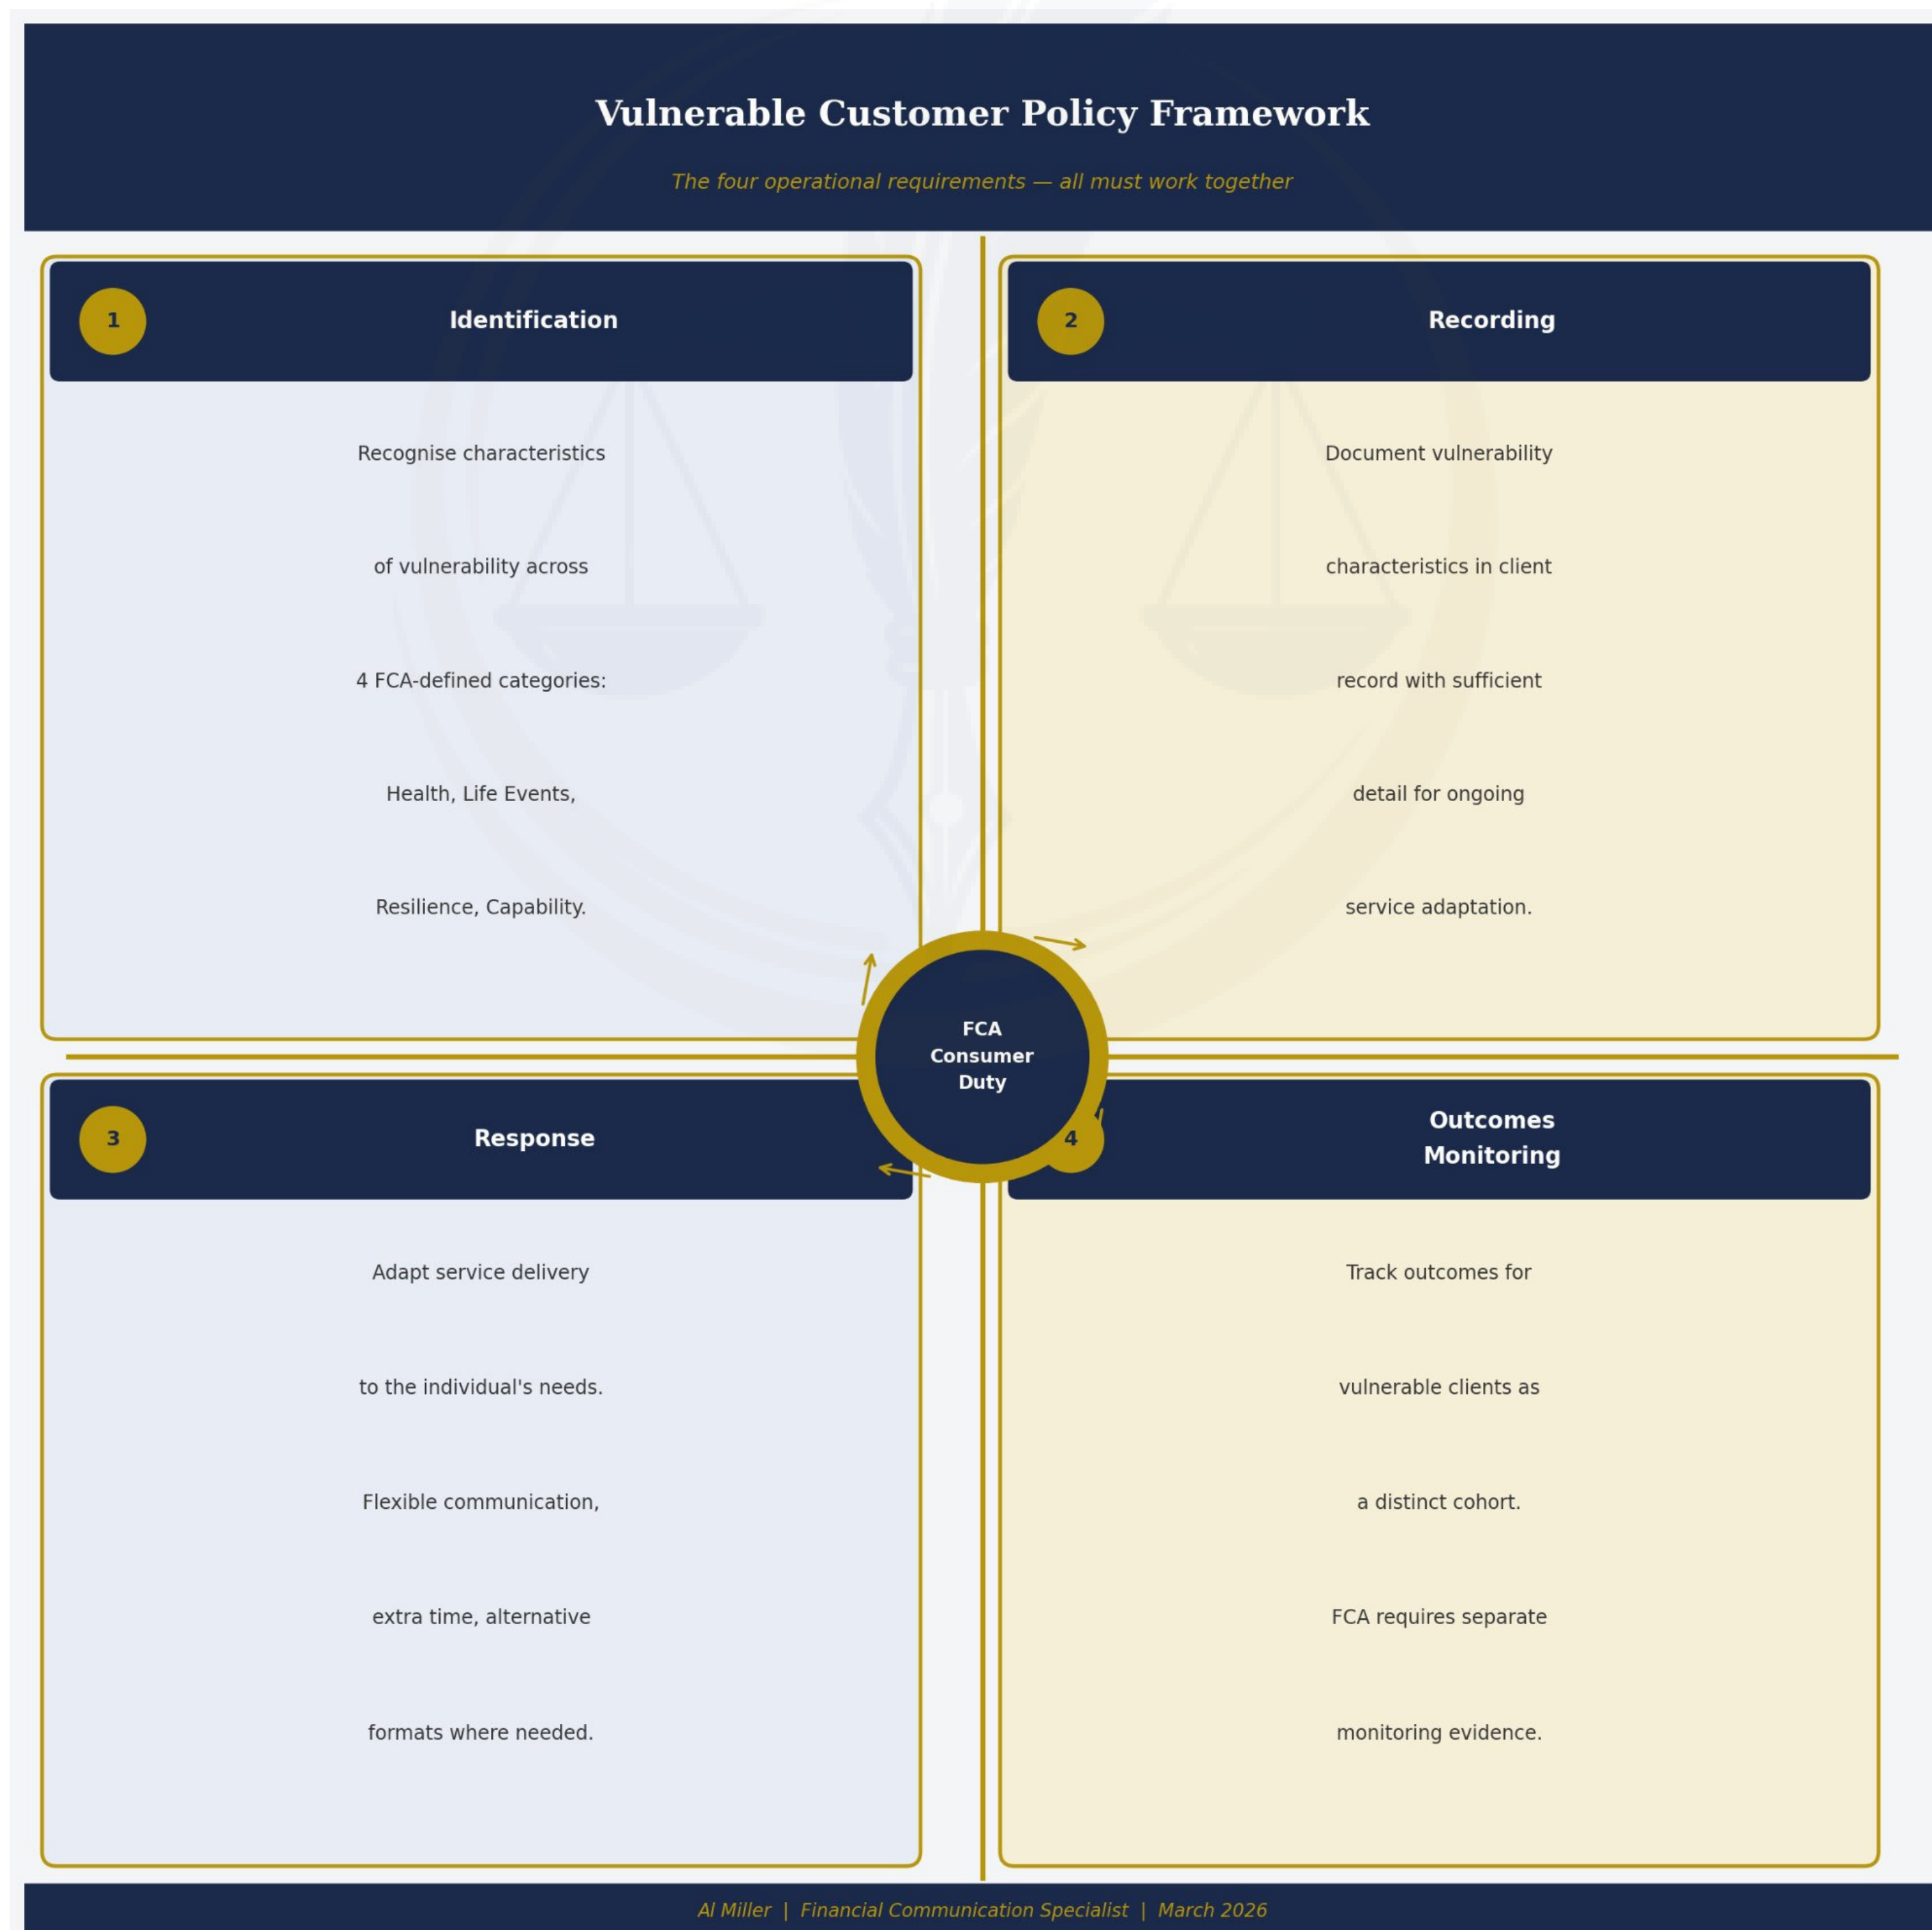 Vulnerable Customer Policy Framework
The four operational requirements — all must work together
1
Identification
Recognise characteristics
of vulnerability across
4 FCA-defined categories:
Health, Life Events,
Resilience, Capability.
2
Recording
Document vulnerability
characteristics in client
record with sufficient
detail for ongoing
service adaptation.
FCA
Consumer
Duty
3
Response
Adapt service delivery
to the individual's needs.
Flexible communication,
extra time, alternative
formats where needed.
4
Outcomes
Monitoring
Track outcomes for
vulnerable clients as
a distinct cohort.
FCA requires separate
monitoring evidence.
Al Miller | Financial Communication Specialist | March 2026